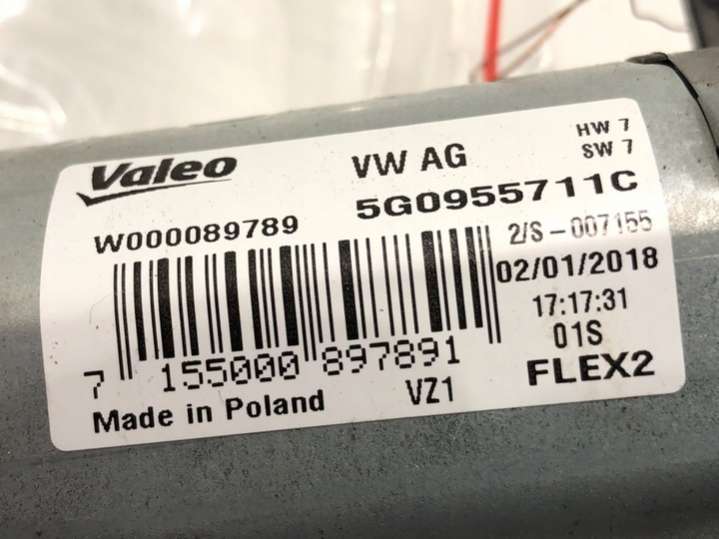 Valeo
VW AG
HW 7
SW 7
5G0955711C
W000089789
2/S-007155
02/01/2018
17:17:31
01S
7 155000 897891
VZ1
FLEX2
Made in Poland